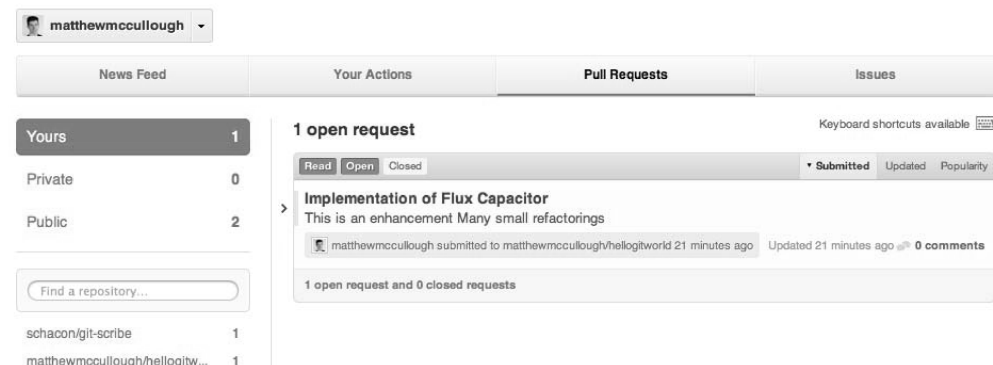 matthewmccullough
News Feed Your Actions Pull Requests Issues
Yours 1
Private 0
Public 2
Find a repository...
schacon/git-scribe 1
matthewmccullough/hellogitw... 1
1 open request
Keyboard shortcuts available
Read Open Closed
Submitted Updated Popularity
Implementation of Flux Capacitor
This is an enhancement Many small refactorings
matthewmccullough submitted to matthewmccullough/hellogitworld 21 minutes ago Updated 21 minutes ago 0 comments
1 open request and 0 closed requests